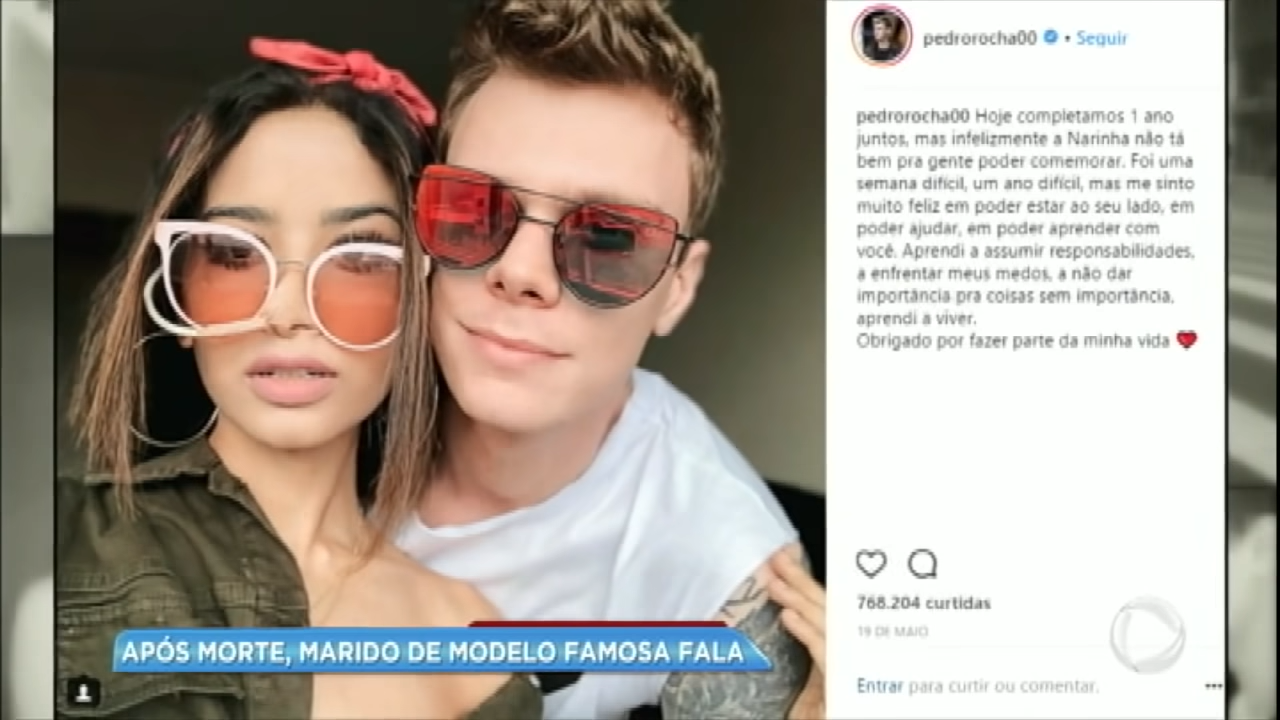 pedrorocha00 • Seguir
pedrorocha00 Hoje completamos 1 ano
juntos, mas infelizmente a Narinha não tá
bem pra gente poder comemorar. Foi uma
semana difícil, um ano difícil, mas me sinto
muito feliz em poder estar ao seu lado, em
poder ajudar, em poder aprender com
você. Aprendi a assumir responsabilidades,
a enfrentar meus medos, a não dar
importância pra coisas sem importância,
aprendi a viver.
Obrigado por fazer parte da minha vida ❤️
768.204 curtidas
19 DE MAIO
Entrar para curtir ou comentar.
APÓS MORTE, MARIDO DE MODELO FAMOSA FALA